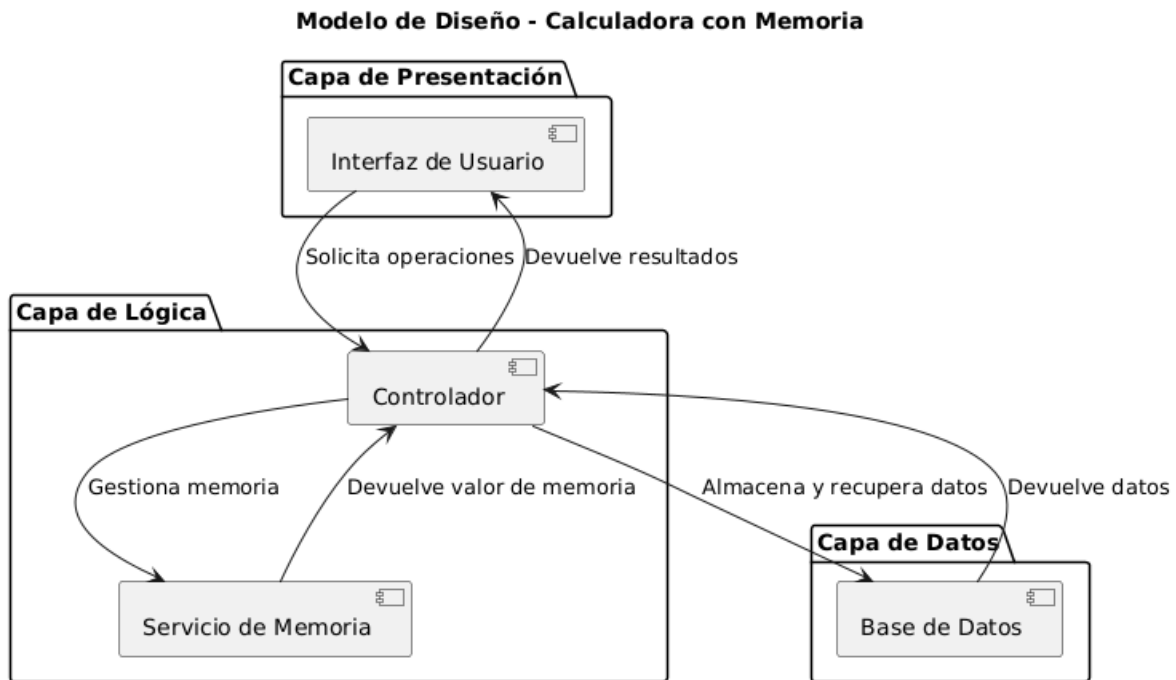 Modelo de Diseño - Calculadora con Memoria
Capa de Presentación
Interfaz de Usuario
Solicita operaciones
Devuelve resultados
Capa de Lógica
Controlador
Gestiona memoria
Devuelve valor de memoria
Almacena y recupera datos
Devuelve datos
Capa de Datos
Servicio de Memoria
Base de Datos